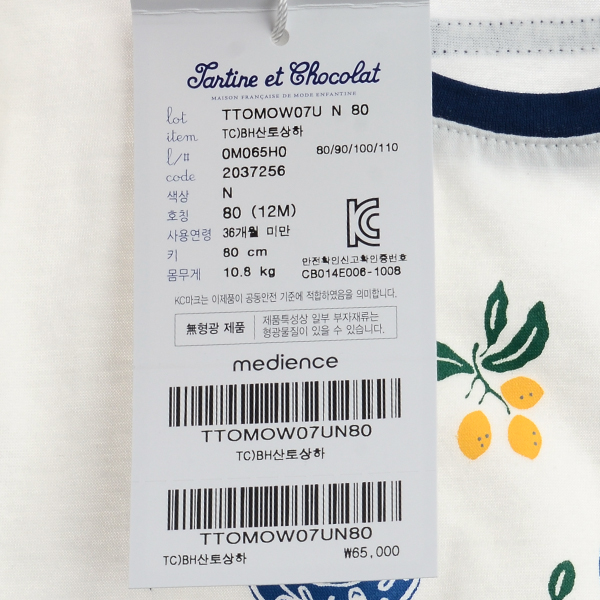 Tartine et Chocolat
MAISON FRANÇAISE DE MODE ENFANTINE
lot TTOMOW07U N 80
item TC)BH산토상하
l/# 0M065H0 80/90/100/110
code 2037256
색상 N
호칭 80 (12M)
사용연령 36개월 미만
키 80 cm
몸무게 10.8 kg
안전확인신고확인증번호
CB014E006-1008
KC마크는 이제품이 공동안전 기준에 적합하였음을 의미합니다.
無형광 제품
제품특성상 일부 부자재류는
형광물질이 있을 수 있습니다.
medience
TTOMOW07UN80
TC)BH산토상하
TTOMOW07UN80
TC)BH산토상하 ₩65,000